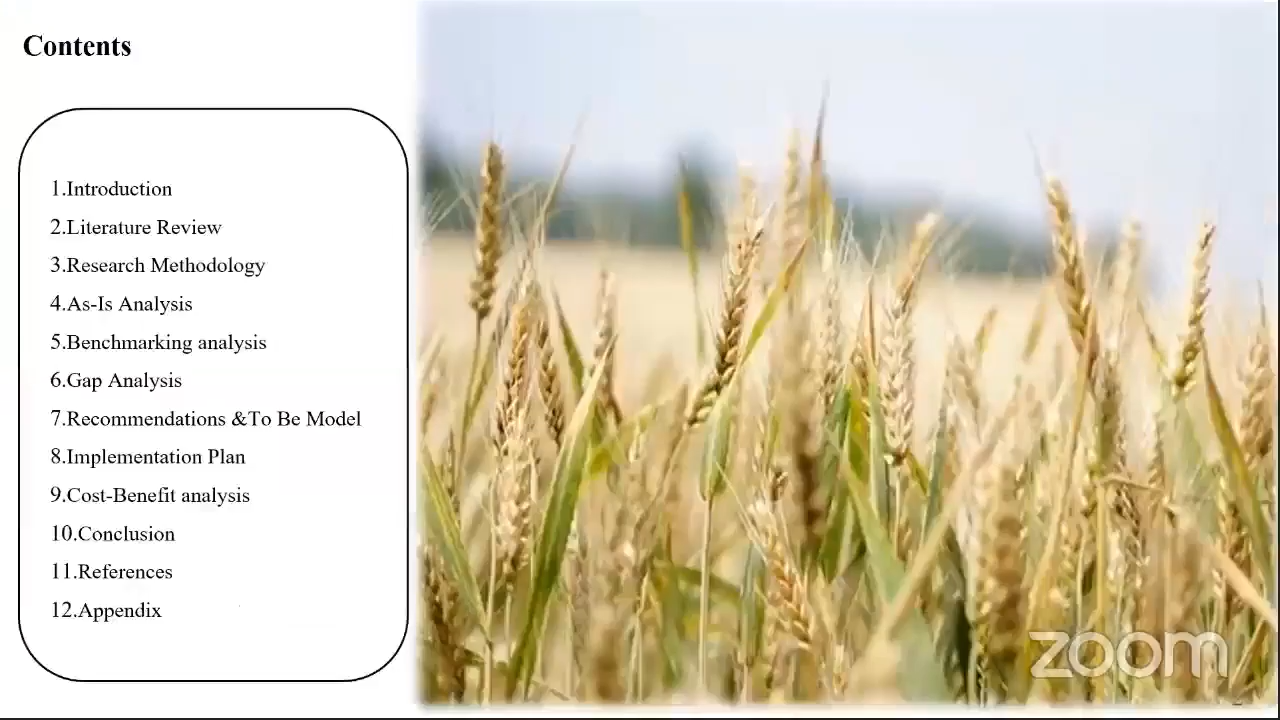 Contents
1.Introduction
2.Literature Review
3.Research Methodology
4.As-Is Analysis
5.Benchmarking analysis
6.Gap Analysis
7.Recommendations &To Be Model
8.Implementation Plan
9.Cost-Benefit analysis
10.Conclusion
11.References
12.Appendix
zoom